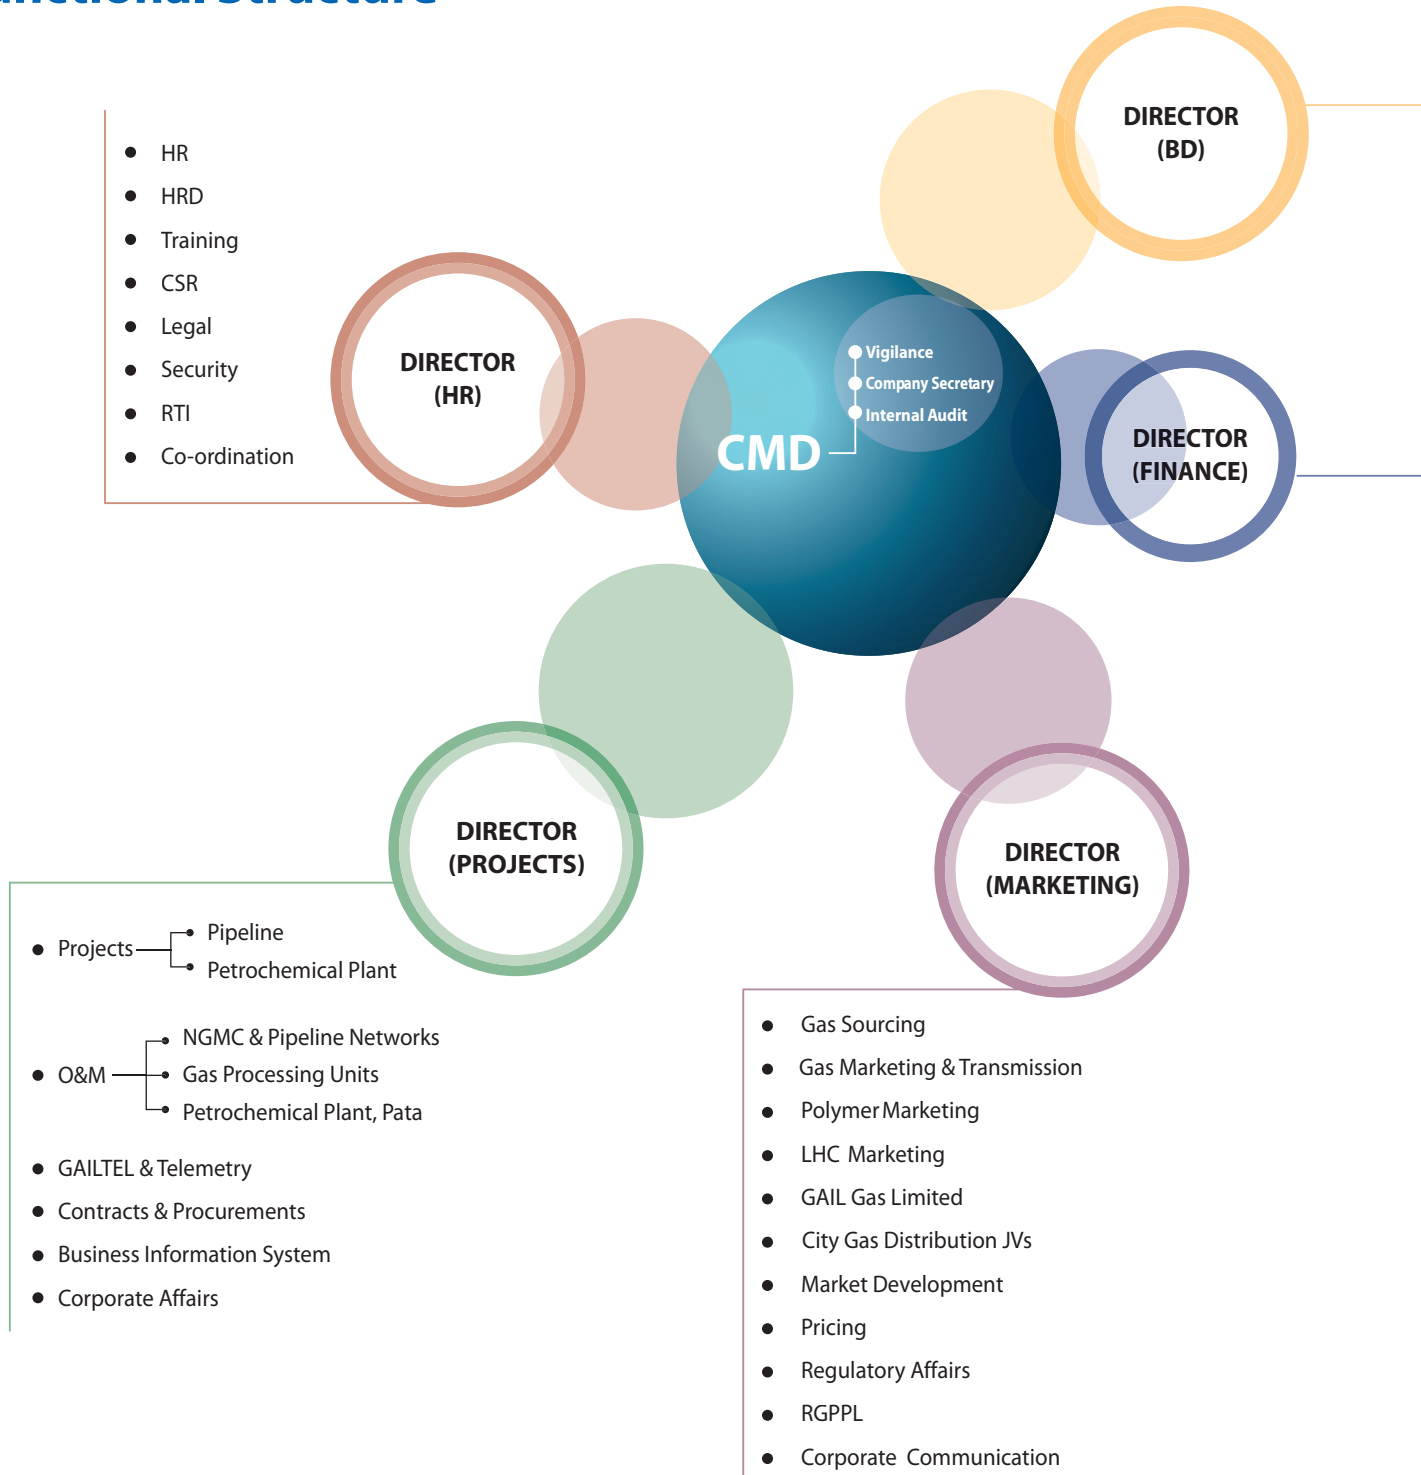 Structure
DIRECTOR
(BD)
HR
HRD
Training
CSR
Legal
Security
RTI
Co-ordination
DIRECTOR
(HR)
Vigilance
Company Secretary
Internal Audit
CMD
DIRECTOR
(FINANCE)
DIRECTOR
(PROJECTS)
DIRECTOR
(MARKETING)
Projects
Pipeline
Petrochemical Plant
O&M
NGMC & Pipeline Networks
Gas Processing Units
Petrochemical Plant, Pata
GAILTEL & Telemetry
Contracts & Procurements
Business Information System
Corporate Affairs
Gas Sourcing
Gas Marketing & Transmission
Polymer Marketing
LHC Marketing
GAIL Gas Limited
City Gas Distribution JVs
Market Development
Pricing
Regulatory Affairs
RGPPL
Corporate Communication